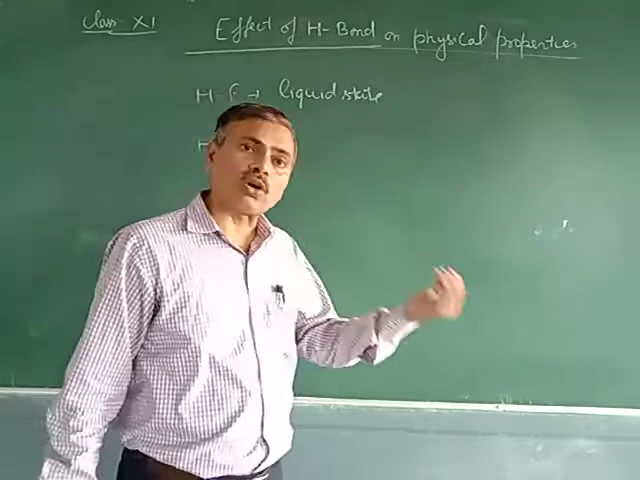 Class - XI
Effect of H-Bond on physical properties
H-F → liquid state
H